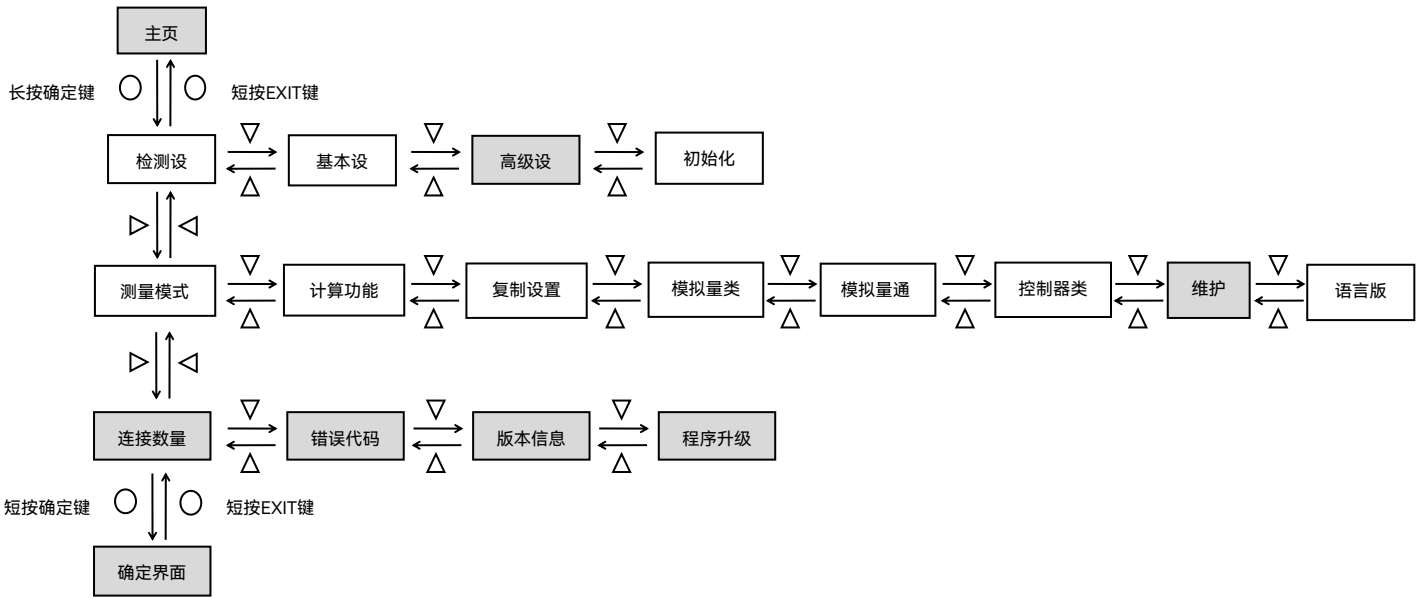 主页
长按确定键
短按EXIT键
检测设
基本设
高级设
初始化
测量模式
计算功能
复制设置
模拟量类
模拟量通
控制器类
维护
语言版
连接数量
错误代码
版本信息
程序升级
短按确定键
短按EXIT键
确定界面